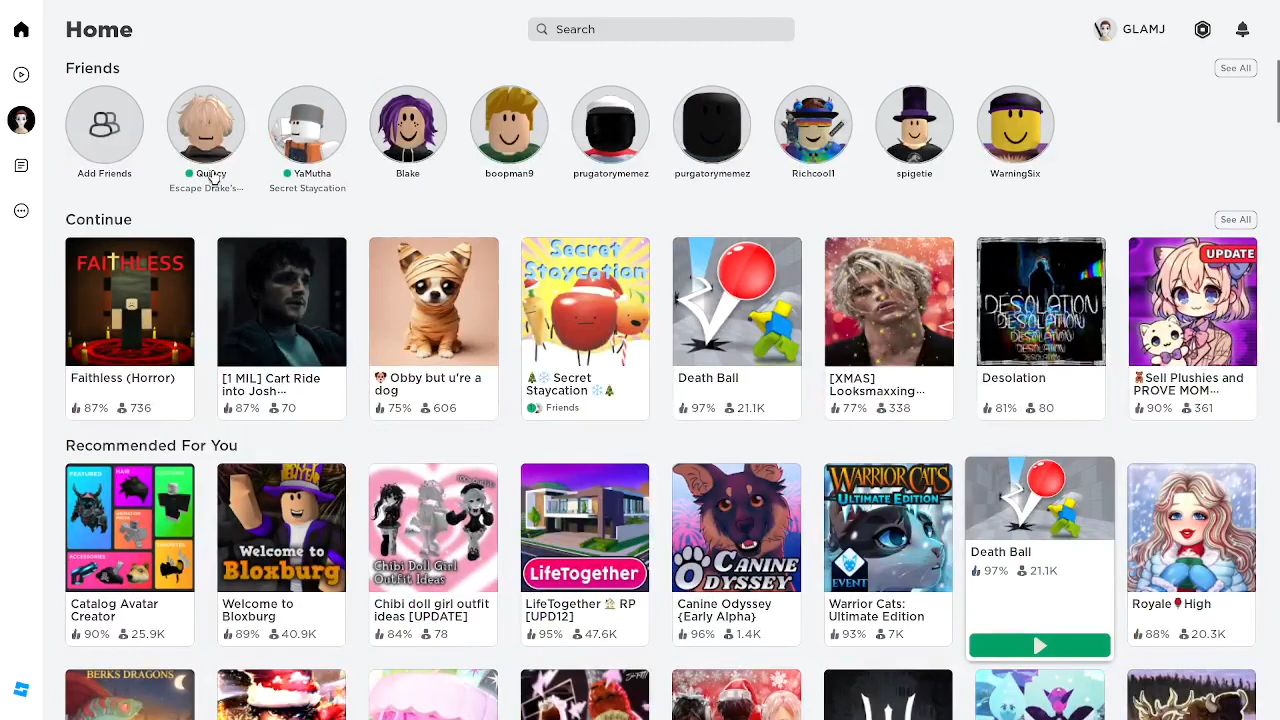 Home
Search
GLAMJ
Friends
See All
Add Friends
Quincy
YaMutha
Blake
boopman9
prugatorymemez
purgatorymemez
Richcool1
spigetie
WarningSix
Escape Drake's...
Secret Staycation
Continue
See All
FAITHLESS
Secret
Staycation
DESOLATION
DESOLATION
DESOLATION
DESOLATION
DESOLATION
UPDATE
Faithless (Horror)
87% 736
[1 MIL] Cart Ride
into Josh...
87% 70
Obby but u're a
dog
75% 606
Secret
Staycation
Friends
Death Ball
97% 21.1K
[XMAS]
Looksmaxxing...
77% 338
Desolation
81% 80
Sell Plushies and
PROVE MOM...
90% 361
Recommended For You
FEATURED
HAIR
ACCESSORIES
Welcome to
Bloxburg
Chibi Doll Girl
Outfit Ideas
LifeTogether
CANINE
ODYSSEY
WARRIOR CATS
ULTIMATE EDITION
EVENT
Catalog Avatar
Creator
90% 25.9K
Welcome to
Bloxburg
89% 40.9K
Chibi doll girl outfit
ideas [UPDATE]
84% 78
LifeTogether RP
[UPD12]
95% 47.6K
Canine Odyssey
{Early Alpha}
96% 1.4K
Warrior Cats:
Ultimate Edition
93% 7K
Death Ball
97% 21.1K
Royale High
88% 20.3K
BERKS DRAGONS